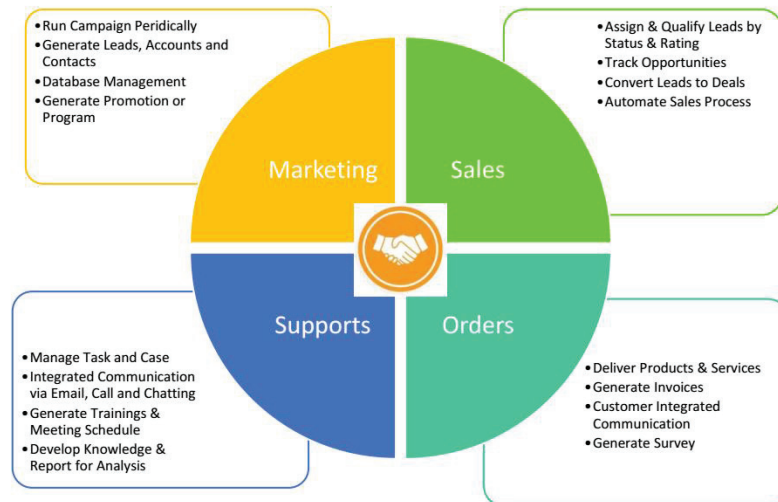 • Run Campaign Peridically
• Generate Leads, Accounts and
Contacts
• Database Management
• Generate Promotion or
Program
• Assign & Qualify Leads by
Status & Rating
• Track Opportunities
• Convert Leads to Deals
• Automate Sales Process
Marketing
Sales
Supports
Orders
• Manage Task and Case
• Integrated Communication
via Email, Call and Chatting
• Generate Trainings &
Meeting Schedule
• Develop Knowledge &
Report for Analysis
• Deliver Products & Services
• Generate Invoices
• Customer Integrated
Communication
• Generate Survey